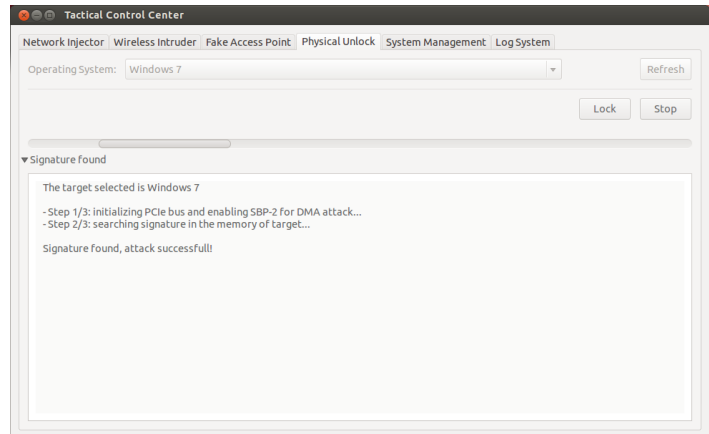 Tactical Control Center
Network Injector Wireless Intruder Fake Access Point Physical Unlock System Management Log System
Operating System: Windows 7 Refresh
Lock Stop
Signature found
The target selected is Windows 7
- Step 1/3: initializing PCIe bus and enabling SBP-2 for DMA attack...
- Step 2/3: searching signature in the memory of target...
Signature found, attack successfull!